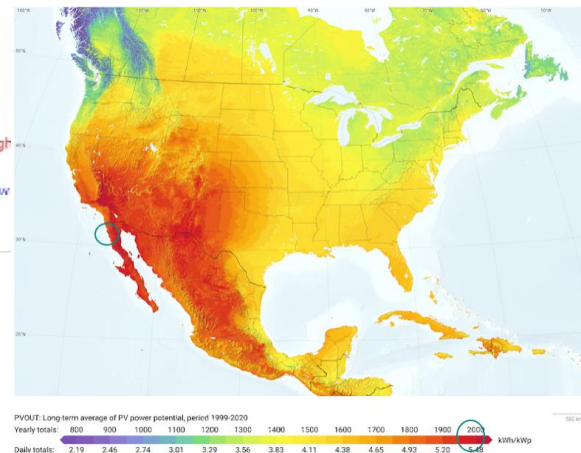 30°N
20°N
PVOUT: Long-term average of PV power potential, period 1999-2020
Yearly totals: 800 900 1000 1100 1200 1300 1400 1500 1600 1700 1800 1900 2000
kWh/kWp
Daily totals: 2.19 2.46 2.74 3.01 3.29 3.56 3.83 4.11 4.38 4.65 4.93 5.20 5.48